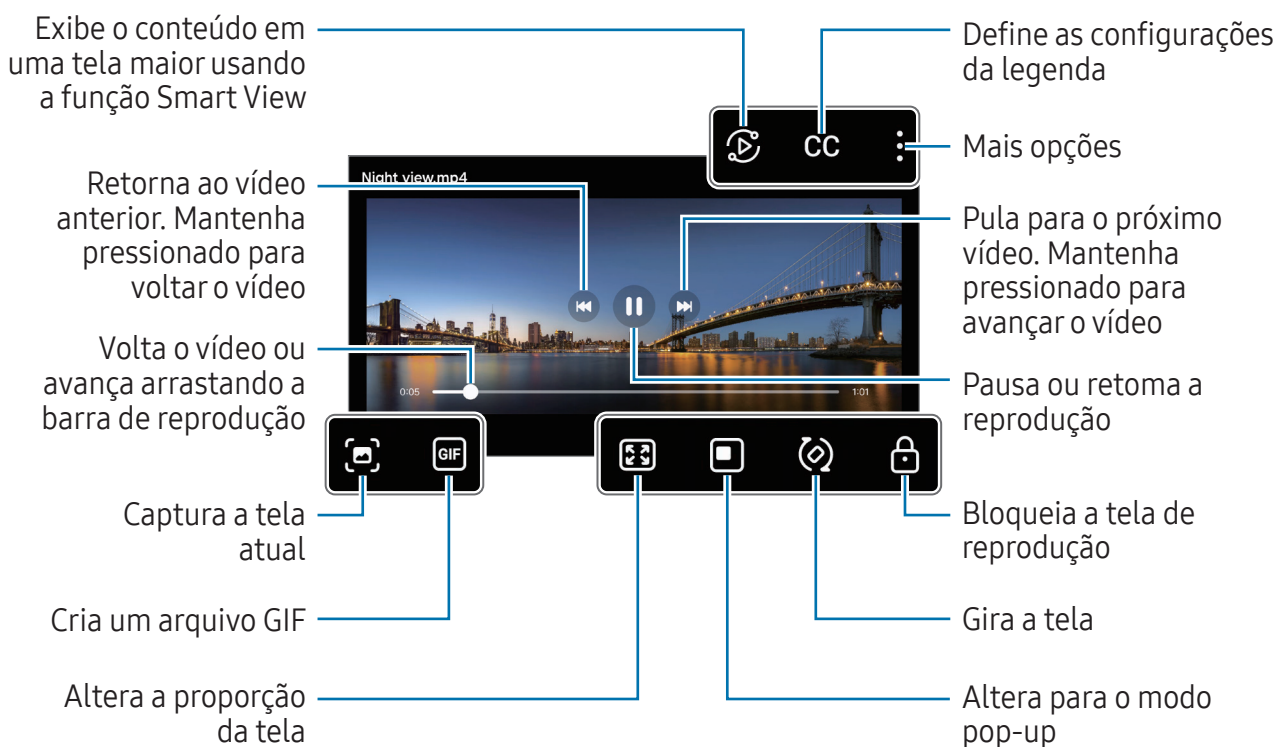 Exibe o conteúdo em
uma tela maior usando
a função Smart View
Define as configurações
da legenda
CC
Mais opções
Night view.mp4
Retorna ao vídeo
anterior. Mantenha
pressionado para
voltar o vídeo
Pula para o próximo
vídeo. Mantenha
pressionado para
avançar o vídeo
Volta o vídeo ou
avança arrastando a
barra de reprodução
0:05
1:01
Pausa ou retoma a
reprodução
GIF
Captura a tela
atual
Bloqueia a tela de
reprodução
Cria um arquivo GIF
Gira a tela
Altera a proporção
da tela
Altera para o modo
pop-up